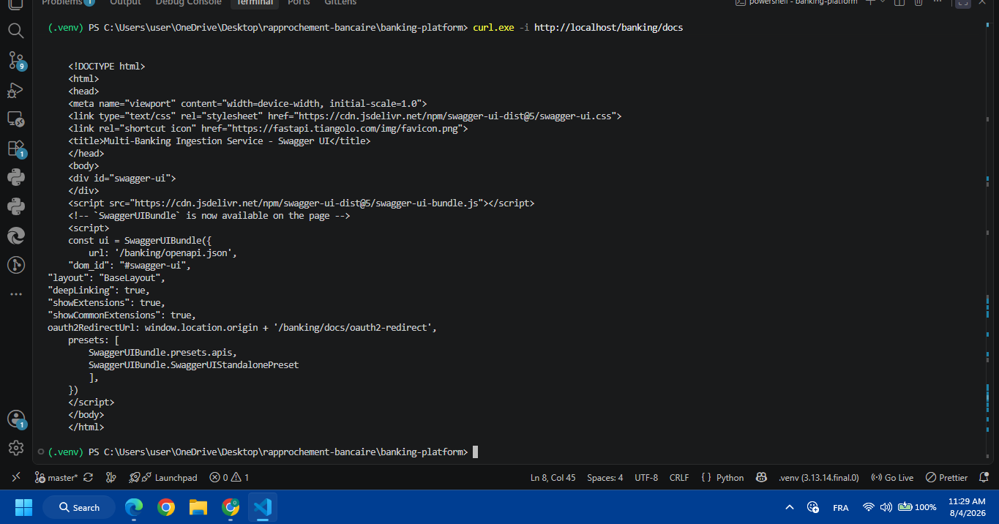 Problems 1 Output Debug Console Terminal Ports GitLens powershell - banking-platform
(.venv) PS C:\Users\user\OneDrive\Desktop\rapprochement-bancaire\banking-platform> curl.exe -i http://localhost/banking/docs
<!DOCTYPE html>
<html>
<head>
<meta name="viewport" content="width=device-width, initial-scale=1.0">
<link type="text/css" rel="stylesheet" href="https://cdn.jsdelivr.net/npm/swagger-ui-dist@5/swagger-ui.css">
<link rel="shortcut icon" href="https://fastapi.tiangolo.com/img/favicon.png">
<title>Multi-Banking Ingestion Service - Swagger UI</title>
</head>
<body>
<div id="swagger-ui">
</div>
<script src="https://cdn.jsdelivr.net/npm/swagger-ui-dist@5/swagger-ui-bundle.js"></script>
<!-- `SwaggerUIBundle` is now available on the page -->
<script>
const ui = SwaggerUIBundle({
url: '/banking/openapi.json',
"dom_id": "#swagger-ui",
"layout": "BaseLayout",
"deepLinking": true,
"showExtensions": true,
"showCommonExtensions": true,
oauth2RedirectUrl: window.location.origin + '/banking/docs/oauth2-redirect',
presets: [
SwaggerUIBundle.presets.apis,
SwaggerUIBundle.SwaggerUIStandalonePreset
],
})
</script>
</body>
</html>
(.venv) PS C:\Users\user\OneDrive\Desktop\rapprochement-bancaire\banking-platform>
9
1
1
master* Launchpad 0 1 Ln 8, Col 45 Spaces: 4 UTF-8 CRLF {} Python .venv (3.13.14.final.0) Go Live Prettier
Search FRA 100% 11:29 AM
8/4/2026